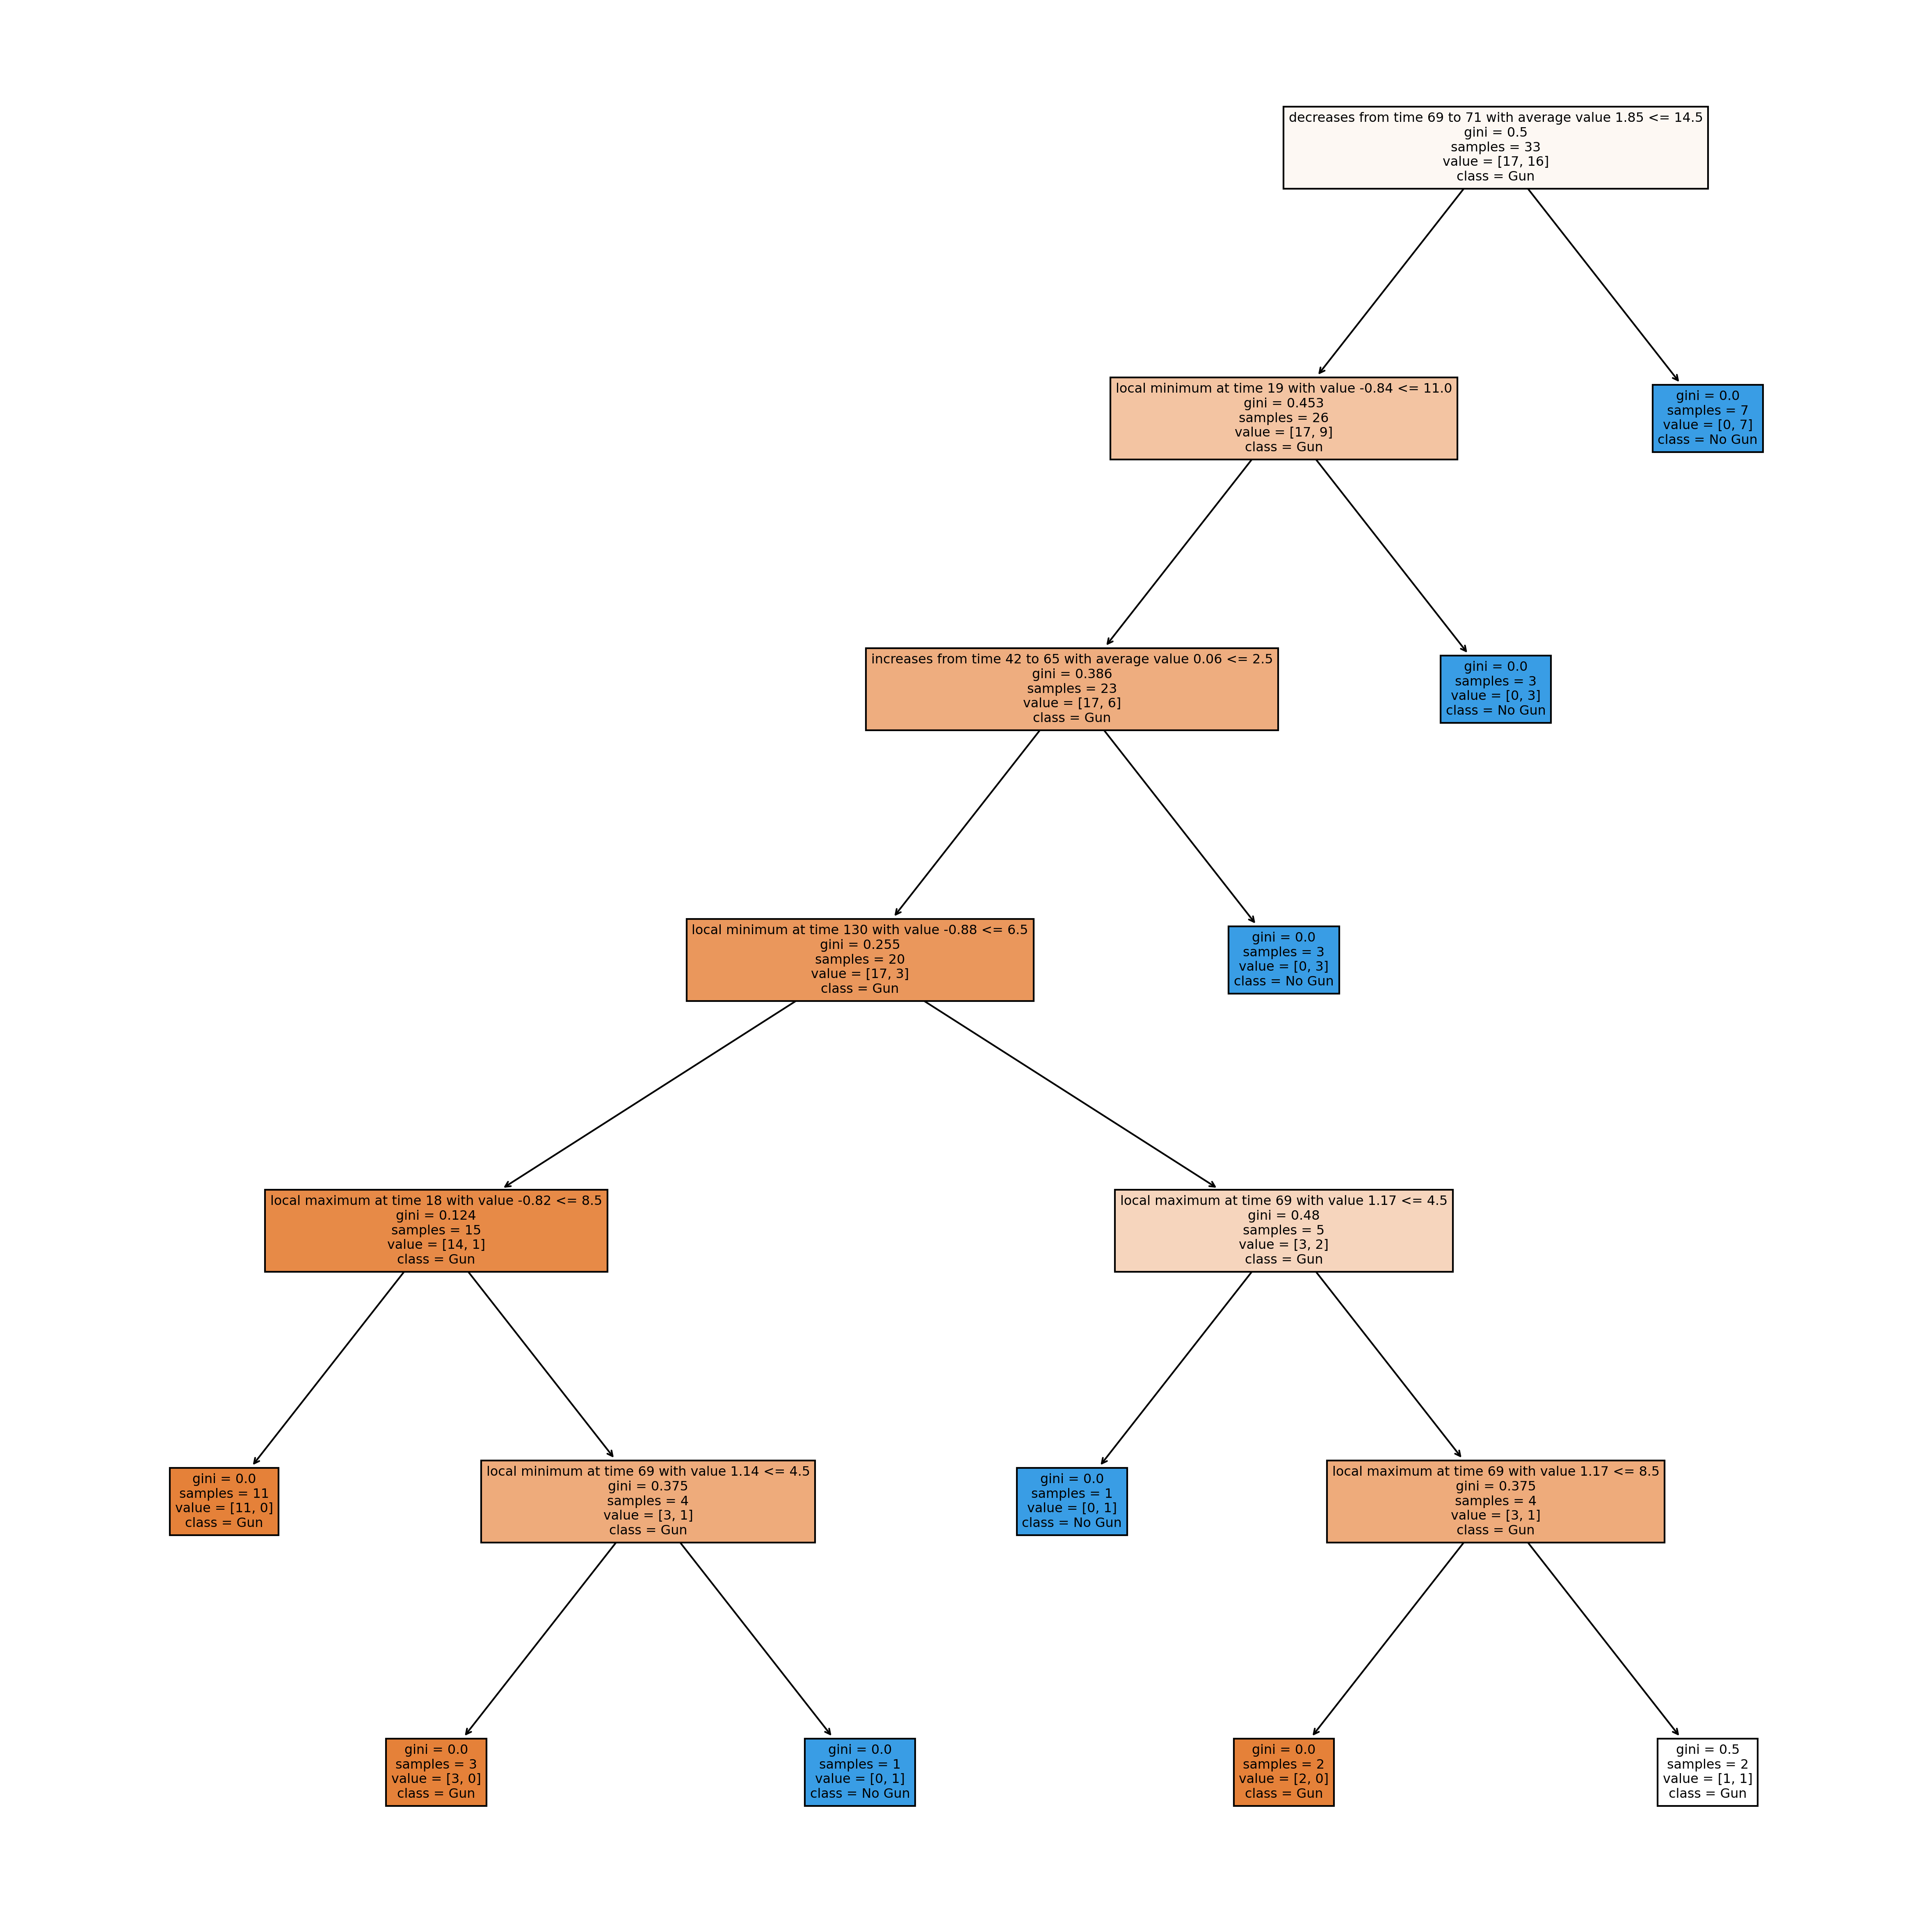 decreases from time 69 to 71 with average value 1.85 <= 14.5
gini = 0.5
samples = 33
value = [17, 16]
class = Gun
local minimum at time 19 with value -0.84 <= 11.0
gini = 0.453
samples = 26
value = [17, 9]
class = Gun
gini = 0.0
samples = 7
value = [0, 7]
class = No Gun
increases from time 42 to 65 with average value 0.06 <= 2.5
gini = 0.386
samples = 23
value = [17, 6]
class = Gun
gini = 0.0
samples = 3
value = [0, 3]
class = No Gun
local minimum at time 130 with value -0.88 <= 6.5
gini = 0.255
samples = 20
value = [17, 3]
class = Gun
gini = 0.0
samples = 3
value = [0, 3]
class = No Gun
local maximum at time 18 with value -0.82 <= 8.5
gini = 0.124
samples = 15
value = [14, 1]
class = Gun
local maximum at time 69 with value 1.17 <= 4.5
gini = 0.48
samples = 5
value = [3, 2]
class = Gun
gini = 0.0
samples = 11
value = [11, 0]
class = Gun
local minimum at time 69 with value 1.14 <= 4.5
gini = 0.375
samples = 4
value = [3, 1]
class = Gun
gini = 0.0
samples = 1
value = [0, 1]
class = No Gun
local maximum at time 69 with value 1.17 <= 8.5
gini = 0.375
samples = 4
value = [3, 1]
class = Gun
gini = 0.0
samples = 3
value = [3, 0]
class = Gun
gini = 0.0
samples = 1
value = [0, 1]
class = No Gun
gini = 0.0
samples = 2
value = [2, 0]
class = Gun
gini = 0.5
samples = 2
value = [1, 1]
class = Gun